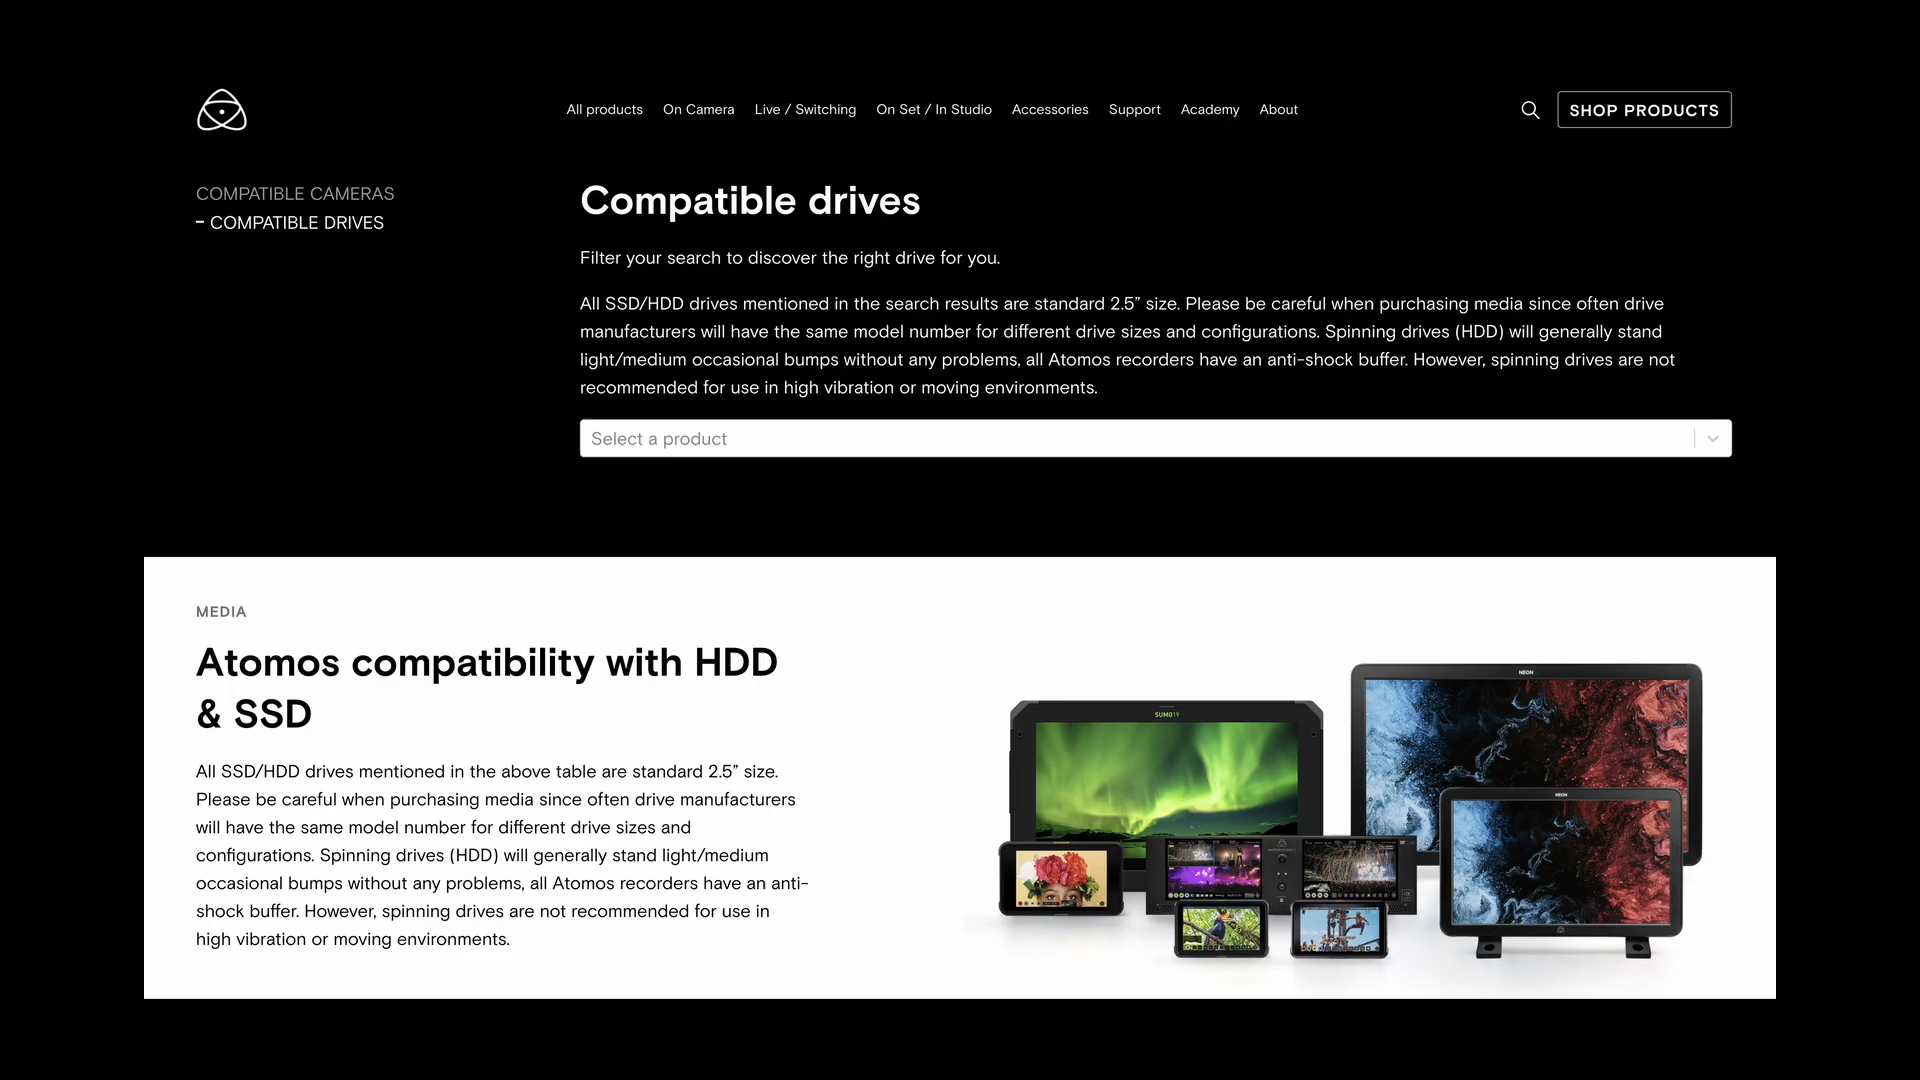 All products On Camera Live / Switching On Set / In Studio Accessories Support Academy About
SHOP PRODUCTS
COMPATIBLE CAMERAS
– COMPATIBLE DRIVES
Compatible drives
Filter your search to discover the right drive for you.
All SSD/HDD drives mentioned in the search results are standard 2.5” size. Please be careful when purchasing media since often drive
manufacturers will have the same model number for different drive sizes and configurations. Spinning drives (HDD) will generally stand
light/medium occasional bumps without any problems, all Atomos recorders have an anti-shock buffer. However, spinning drives are not
recommended for use in high vibration or moving environments.
Select a product
MEDIA
Atomos compatibility with HDD
& SSD
All SSD/HDD drives mentioned in the above table are standard 2.5” size.
Please be careful when purchasing media since often drive manufacturers
will have the same model number for different drive sizes and
configurations. Spinning drives (HDD) will generally stand light/medium
occasional bumps without any problems, all Atomos recorders have an anti-
shock buffer. However, spinning drives are not recommended for use in
high vibration or moving environments.
NEON
SUMO19
NEON